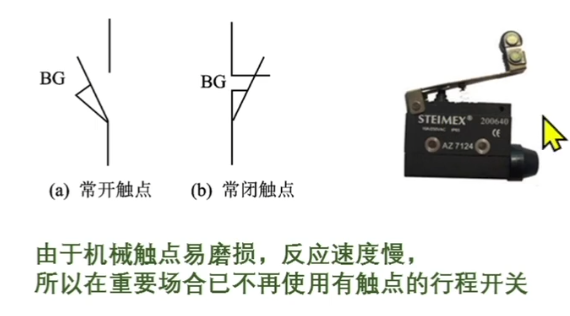 BG
BG
(a) 常开触点
(b) 常闭触点
STEIMEX® 200640
CE
AZ 7124
由于机械触点易磨损，反应速度慢，
所以在重要场合已不再使用有触点的行程开关